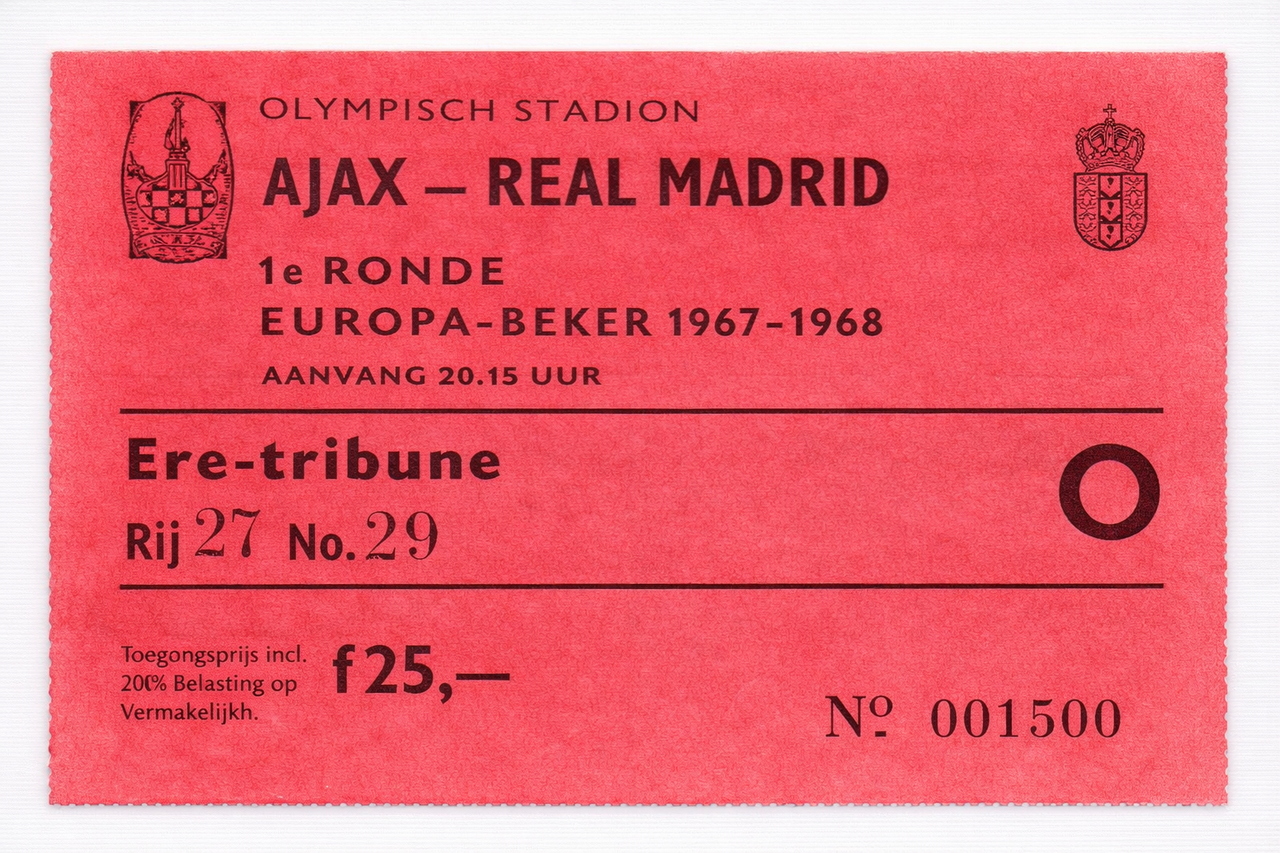 OLYMPISCH STADION
AJAX – REAL MADRID
1e RONDE
EUROPA-BEKER 1967–1968
AANVANG 20.15 UUR
Ere-tribune
Rij 27 No. 29
O
Toegongsprijs incl.
200% Belasting op
Vermakelijkh.
f 25,—
Nº 001500